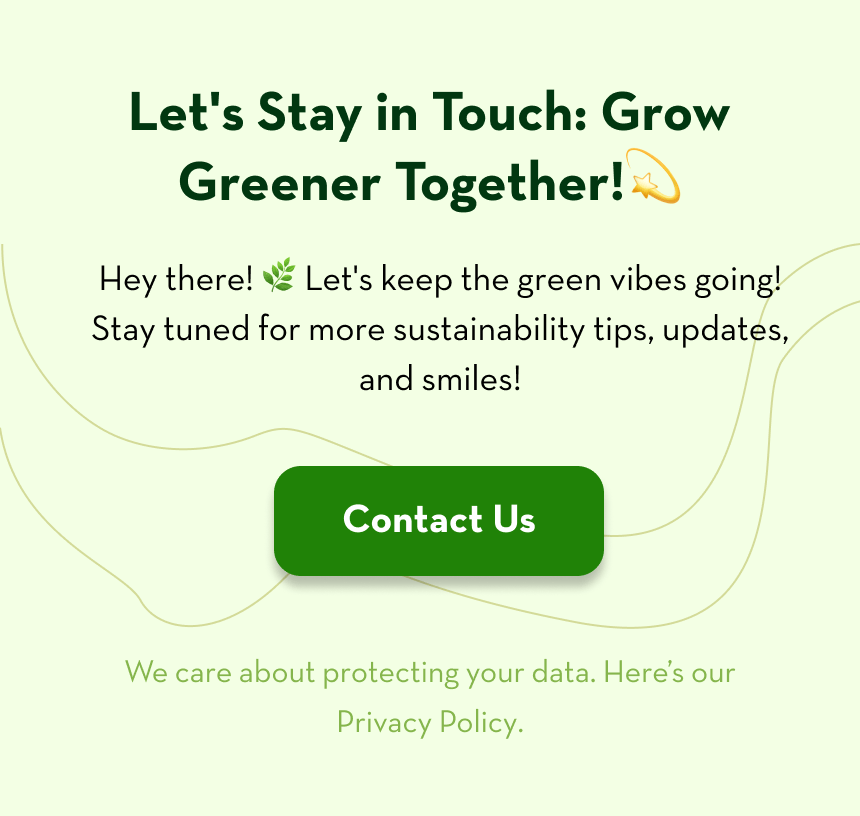 Let's Stay in Touch: Grow
Greener Together!💫
Hey there! 🌿 Let's keep the green vibes going!
Stay tuned for more sustainability tips, updates,
and smiles!
Contact Us
We care about protecting your data. Here’s our
Privacy Policy.